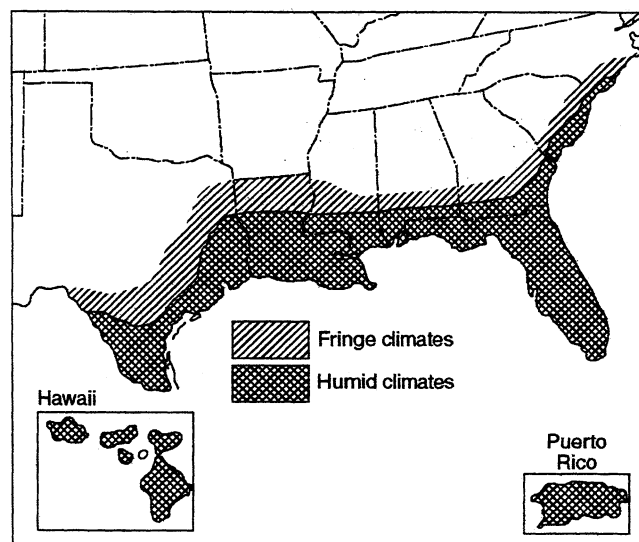 Fringe climates
Humid climates
Hawaii
Puerto
Rico